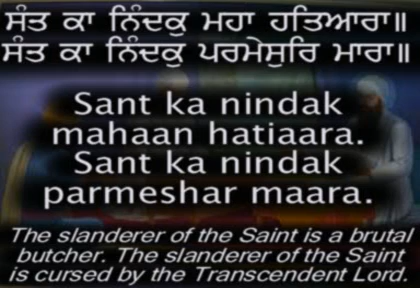 ਸੰਤ ਕਾ ਨਿੰਦਕੁ ਮਹਾ ਹਤਿਆਰਾ॥
ਸੰਤ ਕਾ ਨਿੰਦਕੁ ਪਰਮੇਸੁਰਿ ਮਾਰਾ॥
Sant ka nindak
mahaan hatiaara.
Sant ka nindak
parmeshar maara.
The slanderer of the Saint is a brutal
butcher. The slanderer of the Saint
is cursed by the Transcendent Lord.